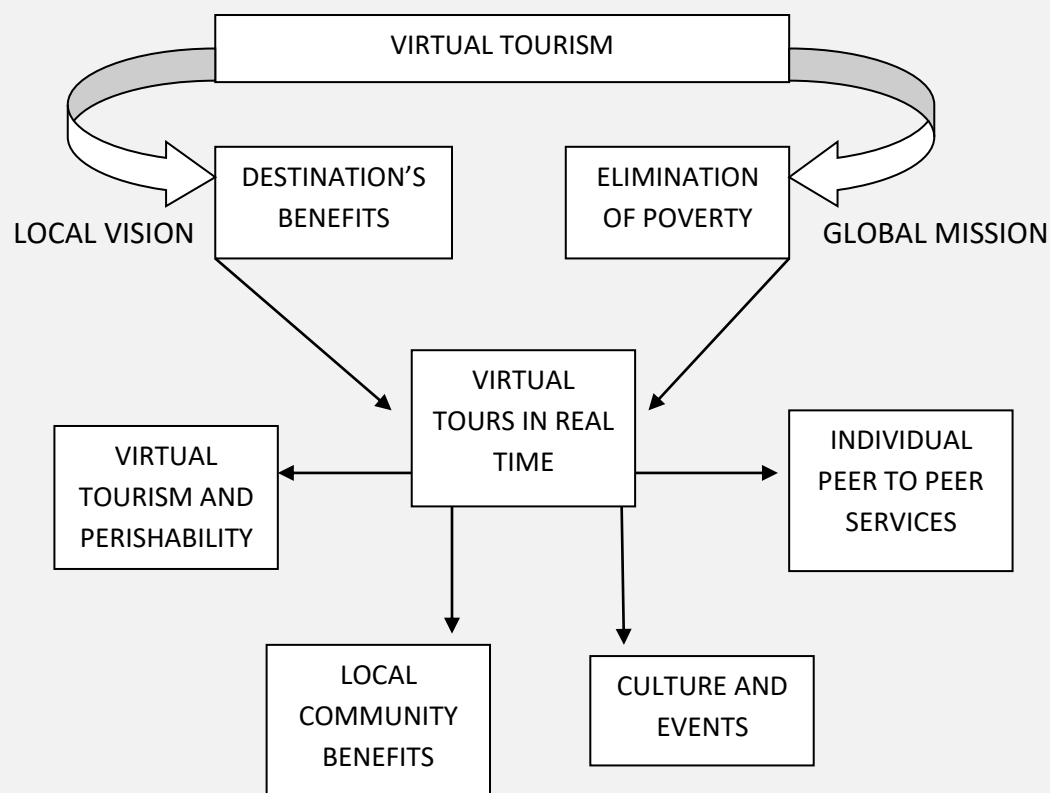 VIRTUAL TOURISM
DESTINATION’S
BENEFITS
ELIMINATION
OF POVERTY
LOCAL VISION
GLOBAL MISSION
VIRTUAL
TOURS IN REAL
TIME
VIRTUAL
TOURISM AND
PERISHABILITY
INDIVIDUAL
PEER TO PEER
SERVICES
LOCAL
COMMUNITY
BENEFITS
CULTURE AND
EVENTS